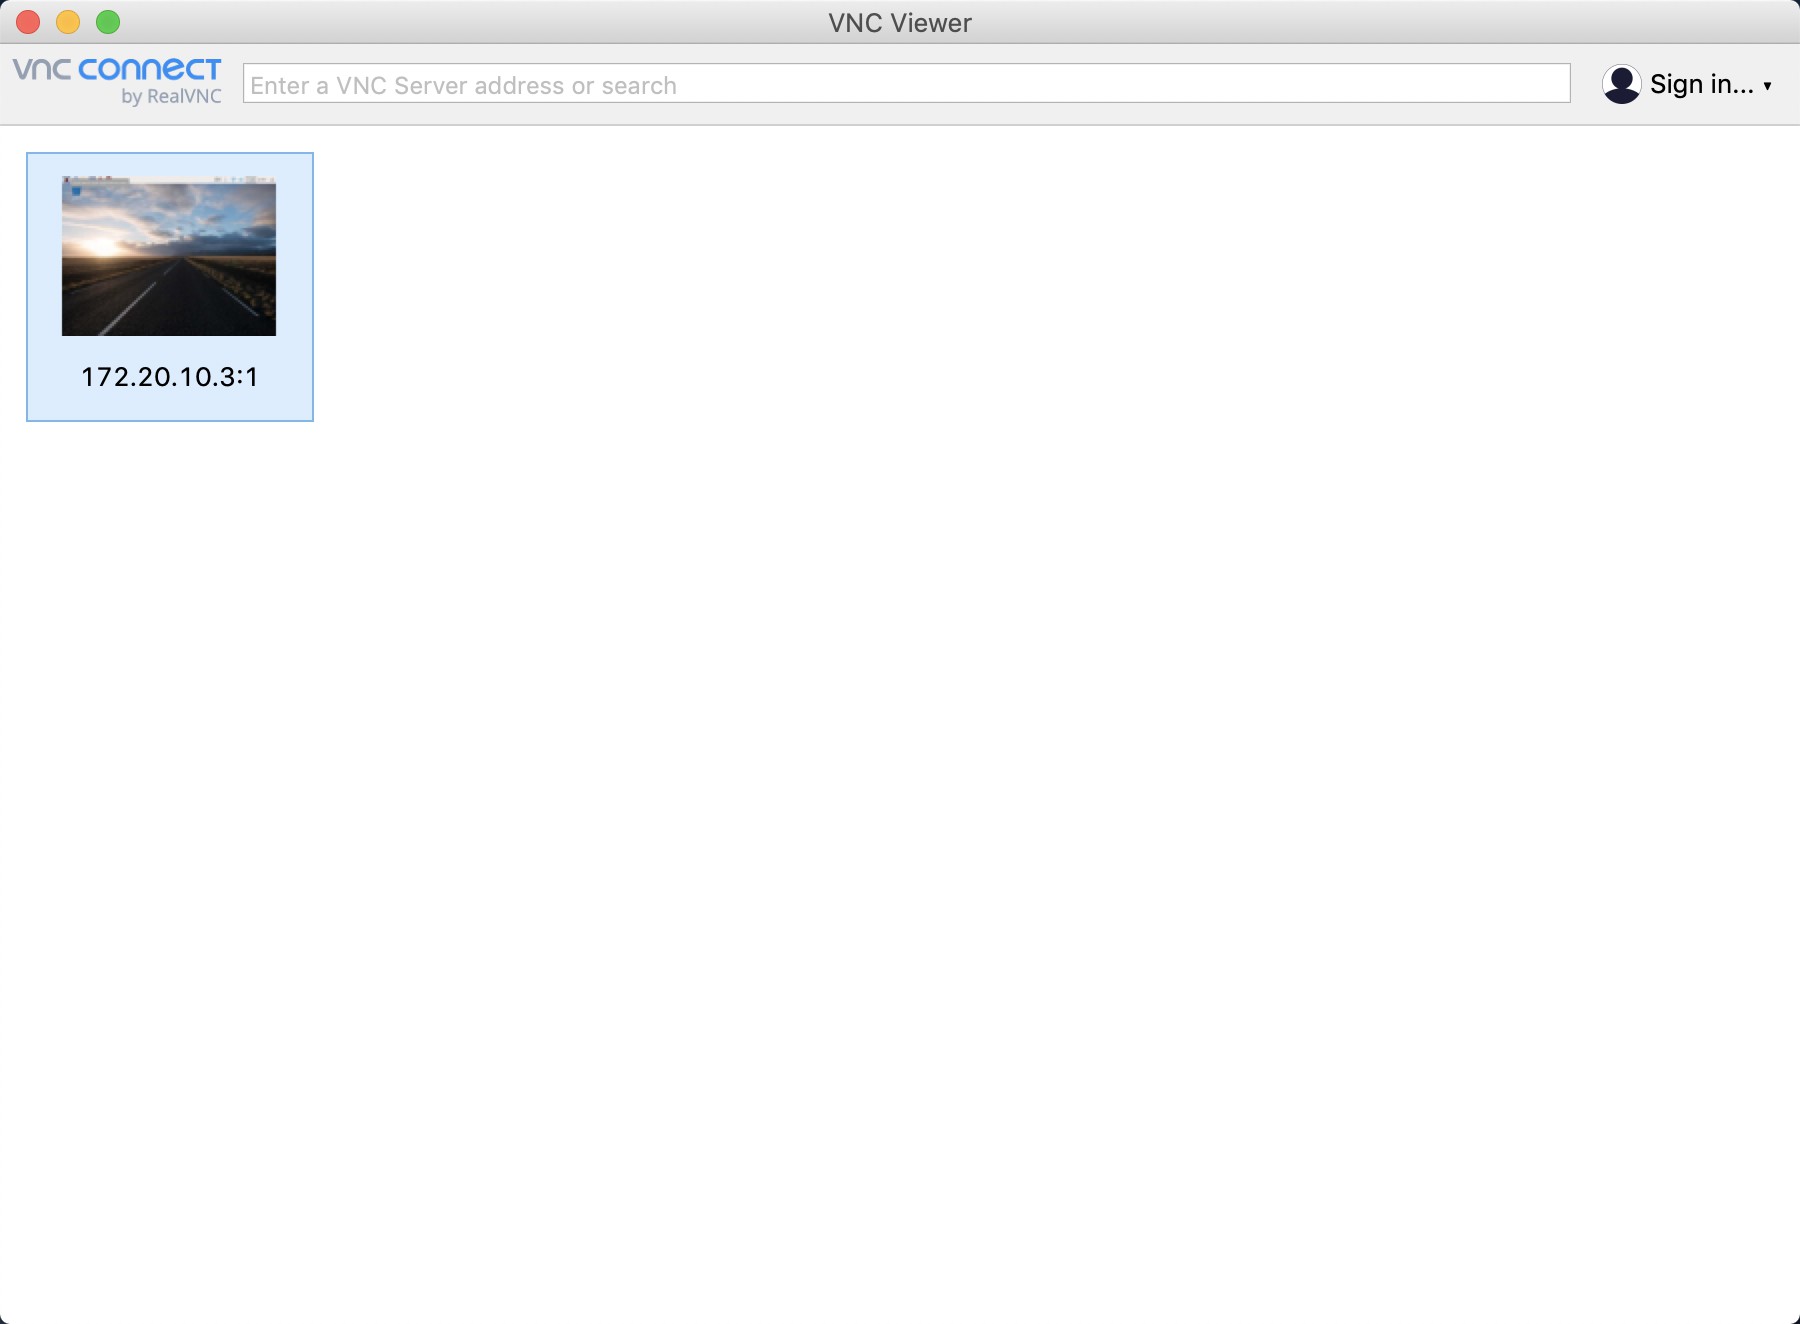 VNC Viewer
vnc connect
by RealVNC
Enter a VNC Server address or search
Sign in...
172.20.10.3:1